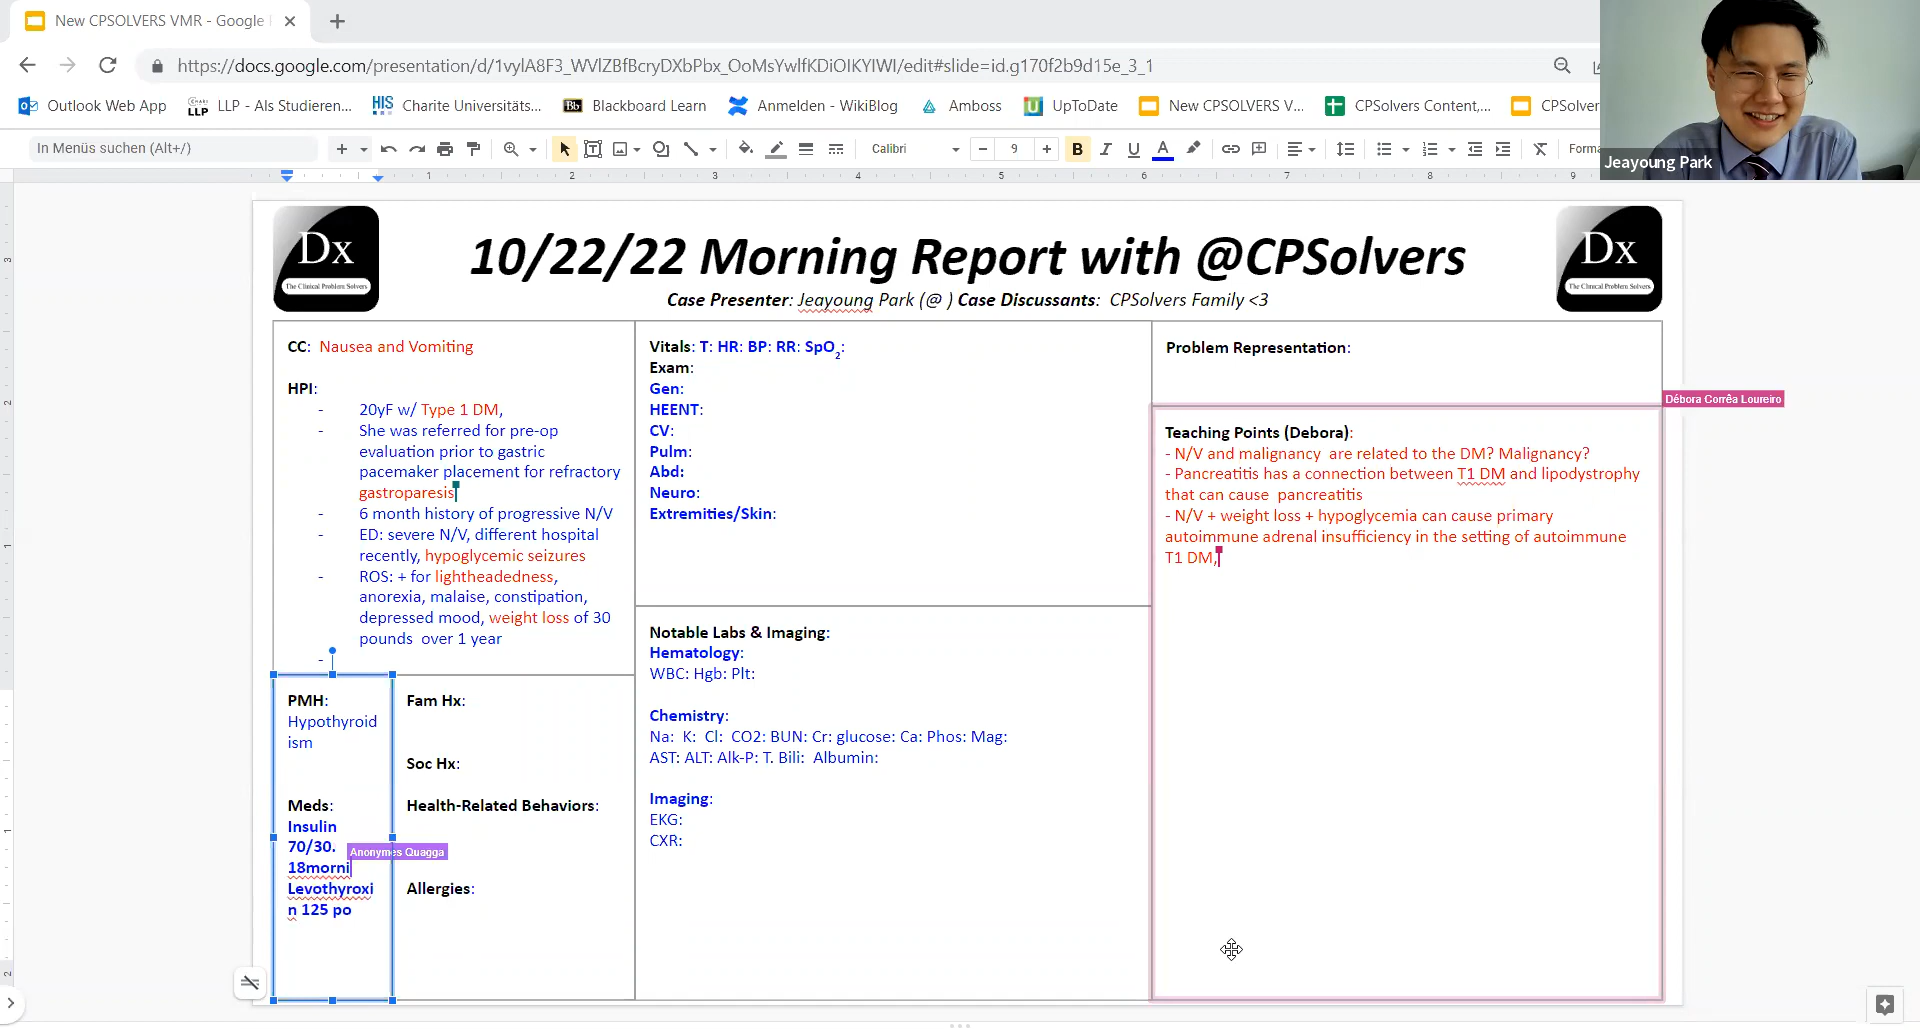 New CPSOLVERS VMR - Google
https://docs.google.com/presentation/d/1vylA8F3_WVlZBfBcryDXbPbx_OoMsYwlfKDiOIKYIWI/edit#slide=id.g170f2b9d15e_3_1
Outlook Web App
LLP - Als Studieren...
HIS Charite Universitäts...
Bb Blackboard Learn
Anmelden - WikiBlog
Amboss
UpToDate
New CPSOLVERS V...
CPSolvers Content,...
CPSolver
In Menüs suchen (Alt+/)
Calibri
9
Forma
Jeayoung Park
Dx
The Clinical Problem Solvers
10/22/22 Morning Report with @CPSolvers
Case Presenter: Jeayoung Park (@ ) Case Discussants: CPSolvers Family <3
Dx
The Clinical Problem Solvers
CC: Nausea and Vomiting
HPI:
- 20yF w/ Type 1 DM,
- She was referred for pre-op
evaluation prior to gastric
pacemaker placement for refractory
gastroparesis
- 6 month history of progressive N/V
- ED: severe N/V, different hospital
recently, hypoglycemic seizures
- ROS: + for lightheadedness,
anorexia, malaise, constipation,
depressed mood, weight loss of 30
pounds over 1 year
-
PMH:
Hypothyroid
ism
Meds:
Insulin
70/30.
18morni
Levothyroxi
n 125 po
Anonymes Quagga
Fam Hx:
Soc Hx:
Health-Related Behaviors:
Allergies:
Vitals: T: HR: BP: RR: SpO2:
Exam:
Gen:
HEENT:
CV:
Pulm:
Abd:
Neuro:
Extremities/Skin:
Notable Labs & Imaging:
Hematology:
WBC: Hgb: Plt:
Chemistry:
Na: K: Cl: CO2: BUN: Cr: glucose: Ca: Phos: Mag:
AST: ALT: Alk-P: T. Bili: Albumin:
Imaging:
EKG:
CXR:
Problem Representation:
Débora Corrêa Loureiro
Teaching Points (Debora):
- N/V and malignancy are related to the DM? Malignancy?
- Pancreatitis has a connection between T1 DM and lipodystrophy
that can cause pancreatitis
- N/V + weight loss + hypoglycemia can cause primary
autoimmune adrenal insufficiency in the setting of autoimmune
T1 DM,